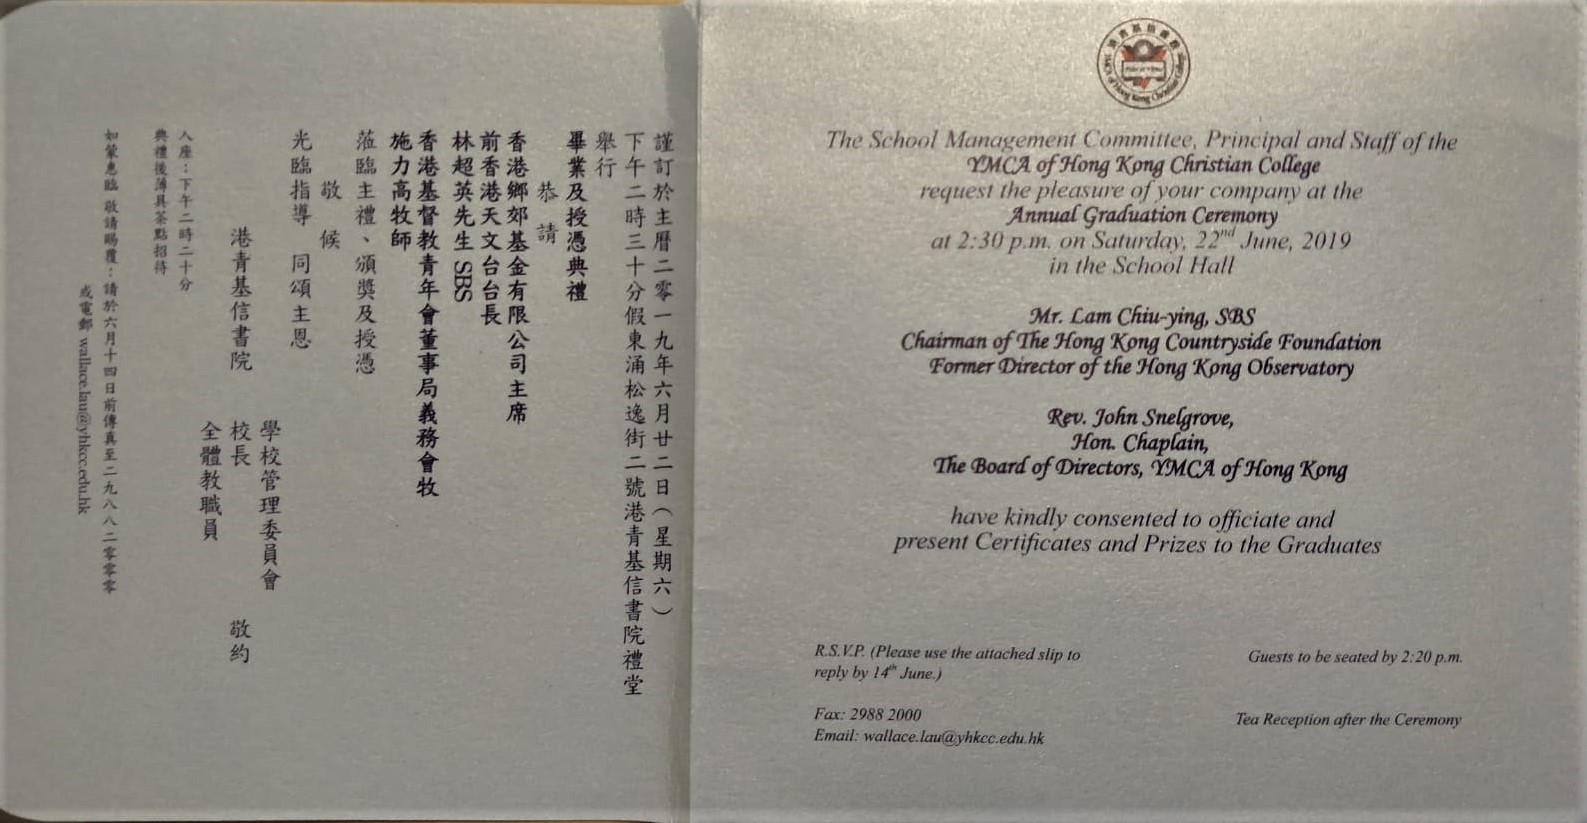 謹訂於主曆二零一九年六月廿二日（星期六）
下午二時三十分假東涌松逸街二號港青基信書院禮堂
舉行
畢業及授憑典禮
恭請
香港鄉郊基金有限公司主席
前香港天文台台長
林超英先生 SBS
香港基督教青年會董事局義務會牧
施力高牧師
蒞臨主禮、頒獎及授憑
敬候
光臨指導 同頌主恩
學校管理委員會
港青基信書院 校長 敬約
全體教職員
入座：下午二時二十分
典禮後薄具茶點招待
如蒙惠臨 敬請賜覆：請於六月十四日前傳真至二九八八二零零零
或電郵 wallace.lau@yhkcc.edu.hk
港青基信書院
YMCA of Hong Kong Christian College
The School Management Committee, Principal and Staff of the
YMCA of Hong Kong Christian College
request the pleasure of your company at the
Annual Graduation Ceremony
at 2:30 p.m. on Saturday, 22nd June, 2019
in the School Hall
Mr. Lam Chiu-ying, SBS
Chairman of The Hong Kong Countryside Foundation
Former Director of the Hong Kong Observatory
Rev. John Snelgrove,
Hon. Chaplain,
The Board of Directors, YMCA of Hong Kong
have kindly consented to officiate and
present Certificates and Prizes to the Graduates
R.S.V.P. (Please use the attached slip to
reply by 14th June.)
Guests to be seated by 2:20 p.m.
Fax: 2988 2000
Email: wallace.lau@yhkcc.edu.hk
Tea Reception after the Ceremony